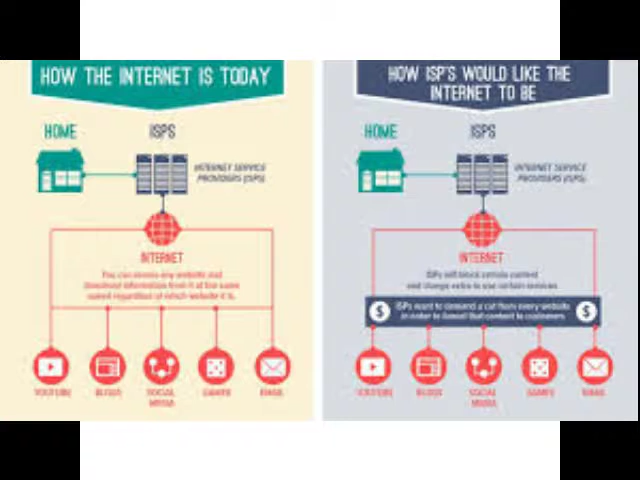 HOW THE INTERNET IS TODAY
HOME
ISPS
INTERNET SERVICE
PROVIDERS (ISPS)
INTERNET
You can access any website and
download information from it at the same
speed regardless of which website it is.
YOUTUBE
BLOGS
SOCIAL
MEDIA
GAMES
EMAIL
HOW ISP'S WOULD LIKE THE
INTERNET TO BE
HOME
ISPS
INTERNET SERVICE
PROVIDERS (ISPS)
INTERNET
ISPs will block certain content
and charge extra to use certain services
$
ISPs want to demand a cut from every website
in order to funnel that content to customers
$
YOUTUBE
BLOGS
SOCIAL
MEDIA
GAMES
EMAIL